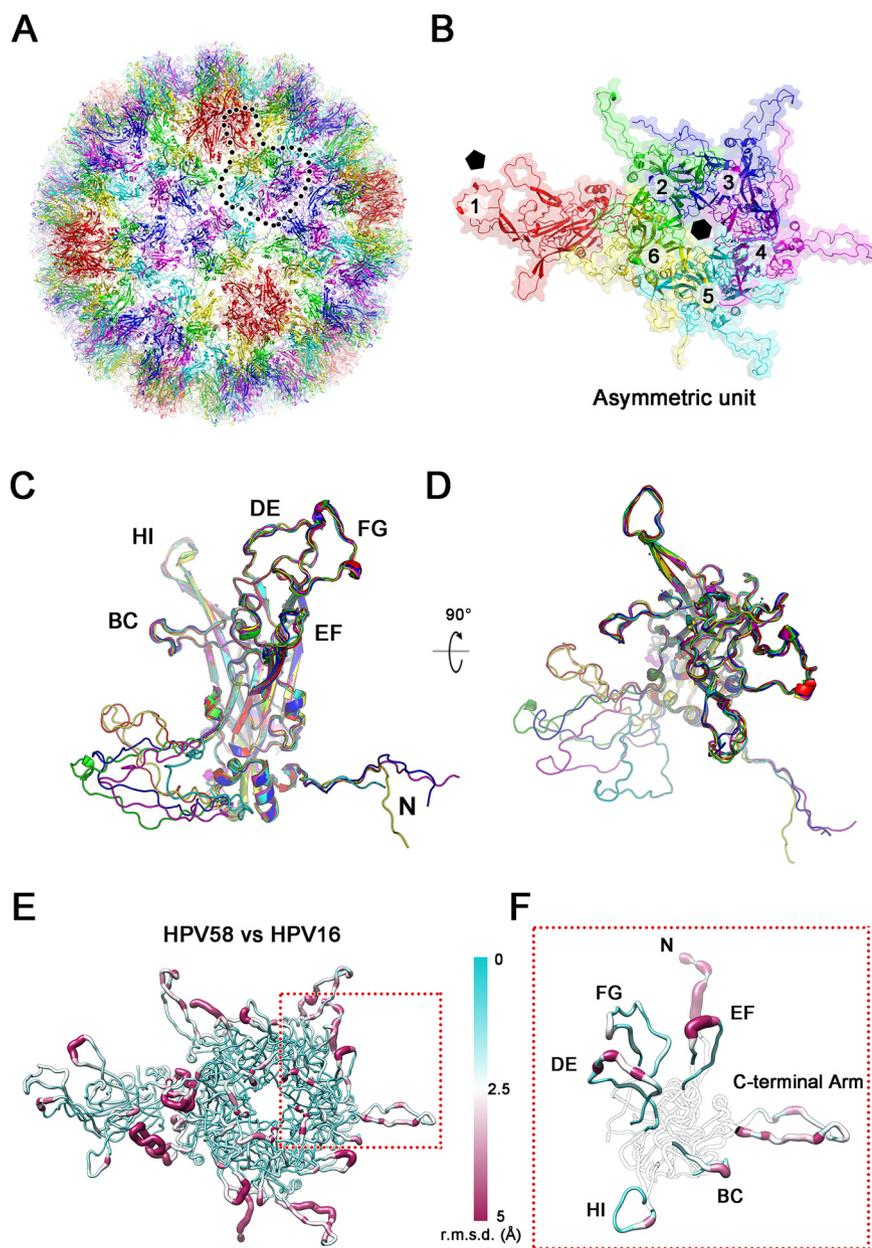 A
B
1
2
3
4
5
6
Asymmetric unit
C
D
HI
DE
FG
BC
EF
N
90°
E
F
HPV58 vs HPV16
0
2.5
5
r.m.s.d. (Å)
N
FG
EF
DE
C-terminal Arm
BC
HI